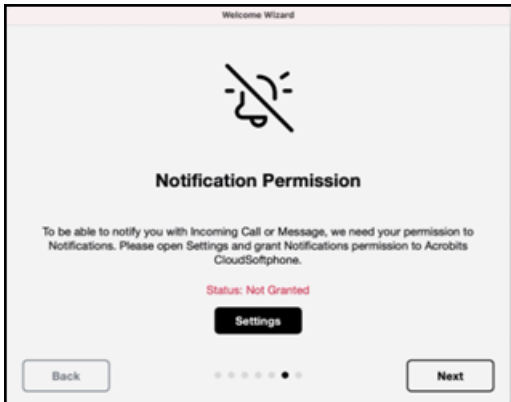 Welcome Wizard
Notification Permission
To be able to notify you with Incoming Call or Message, we need your permission to
Notifications. Please open Settings and grant Notifications permission to Acrobits
CloudSoftphone.
Status: Not Granted
Settings
Back
Next